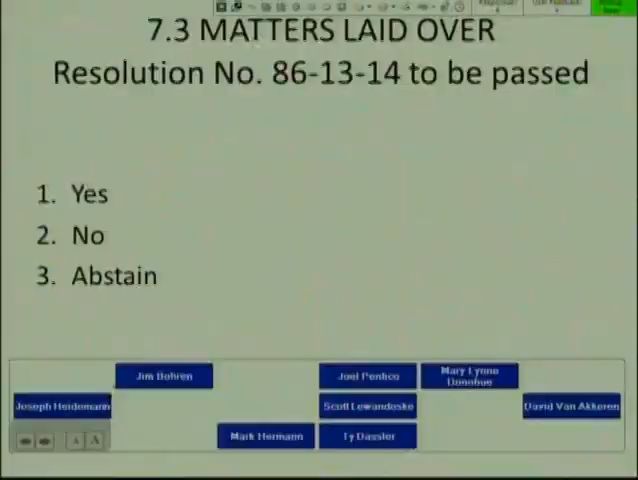 7.3 MATTERS LAID OVER
Resolution No. 86-13-14 to be passed
1. Yes
2. No
3. Abstain
Jim Bohren
Joel Pentico
Mary Lynne
Donohue
Joseph Heidemann
Scott Lewandoske
David Van Akkeren
Mark Hermann
Ty Dassler
A A